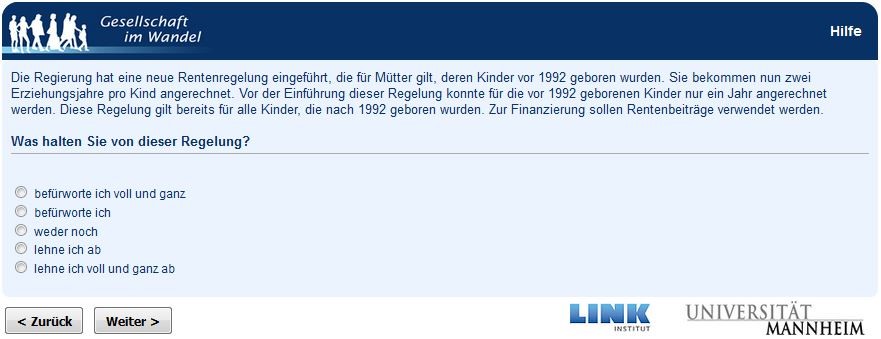 Gesellschaft
im Wandel
Hilfe
Die Regierung hat eine neue Rentenregelung eingeführt, die für Mütter gilt, deren Kinder vor 1992 geboren wurden. Sie bekommen nun zwei
Erziehungsjahre pro Kind angerechnet. Vor der Einführung dieser Regelung konnte für die vor 1992 geborenen Kinder nur ein Jahr angerechnet
werden. Diese Regelung gilt bereits für alle Kinder, die nach 1992 geboren wurden. Zur Finanzierung sollen Rentenbeiträge verwendet werden.
Was halten Sie von dieser Regelung?
befürworte ich voll und ganz
befürworte ich
weder noch
lehne ich ab
lehne ich voll und ganz ab
< Zurück
Weiter >
LINK
INSTITUT
UNIVERSITÄT
MANNHEIM